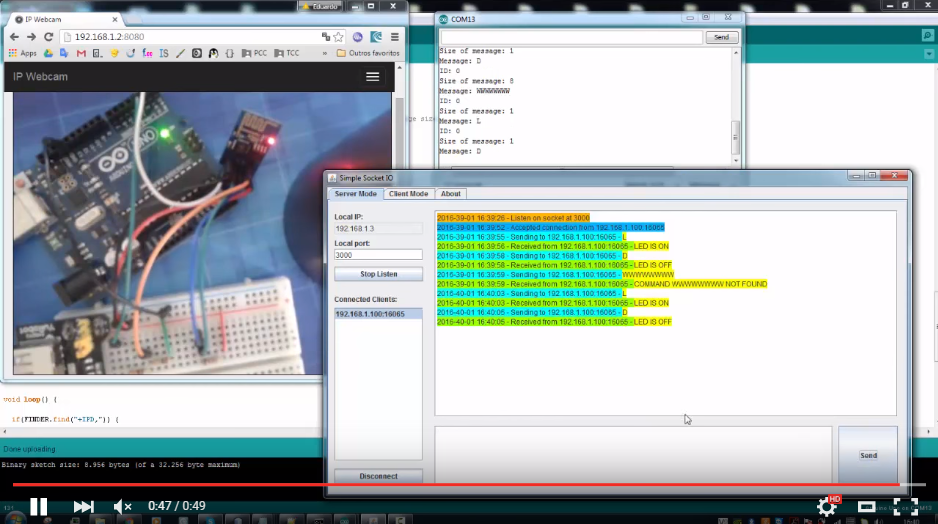 Eduardo
IP Webcam
192.168.1.2:8080
Apps
PCC
TCC
Outros favoritos
IP Webcam
ARDUINO
COM13
Send
Size of message: 1
Message: D
ID: 0
Size of message: 8
Message: WWWWWWWW
ID: 0
Size of message: 1
Message: L
ID: 0
Size of message: 1
Message: D
Simple Socket IO
Server Mode
Client Mode
About
Local IP:
192.168.1.3
Local port:
3000
Stop Listen
Connected Clients:
192.168.1.100:16065
Disconnect
2016-39-01 16:39:26 - Listen on socket at 3000
2016-39-01 16:39:52 - Accepted connection from 192.168.1.100:16065
2016-39-01 16:39:55 - Sending to 192.168.1.100:16065 - L
2016-39-01 16:39:56 - Received from 192.168.1.100:16065 - LED IS ON
2016-39-01 16:39:58 - Sending to 192.168.1.100:16065 - D
2016-39-01 16:39:58 - Received from 192.168.1.100:16065 - LED IS OFF
2016-39-01 16:39:59 - Sending to 192.168.1.100:16065 - WWWWWWWW
2016-39-01 16:39:59 - Received from 192.168.1.100:16065 - COMMAND WWWWWWWW NOT FOUND
2016-40-01 16:40:03 - Sending to 192.168.1.100:16065 - L
2016-40-01 16:40:03 - Received from 192.168.1.100:16065 - LED IS ON
2016-40-01 16:40:05 - Sending to 192.168.1.100:16065 - D
2016-40-01 16:40:05 - Received from 192.168.1.100:16065 - LED IS OFF
Send
void loop() {
if(FINDER.find("+IPD,")) {
Done uploading
Binary sketch size: 8.956 bytes (of a 32.256 byte maximum)
0:47 / 0:49
HD